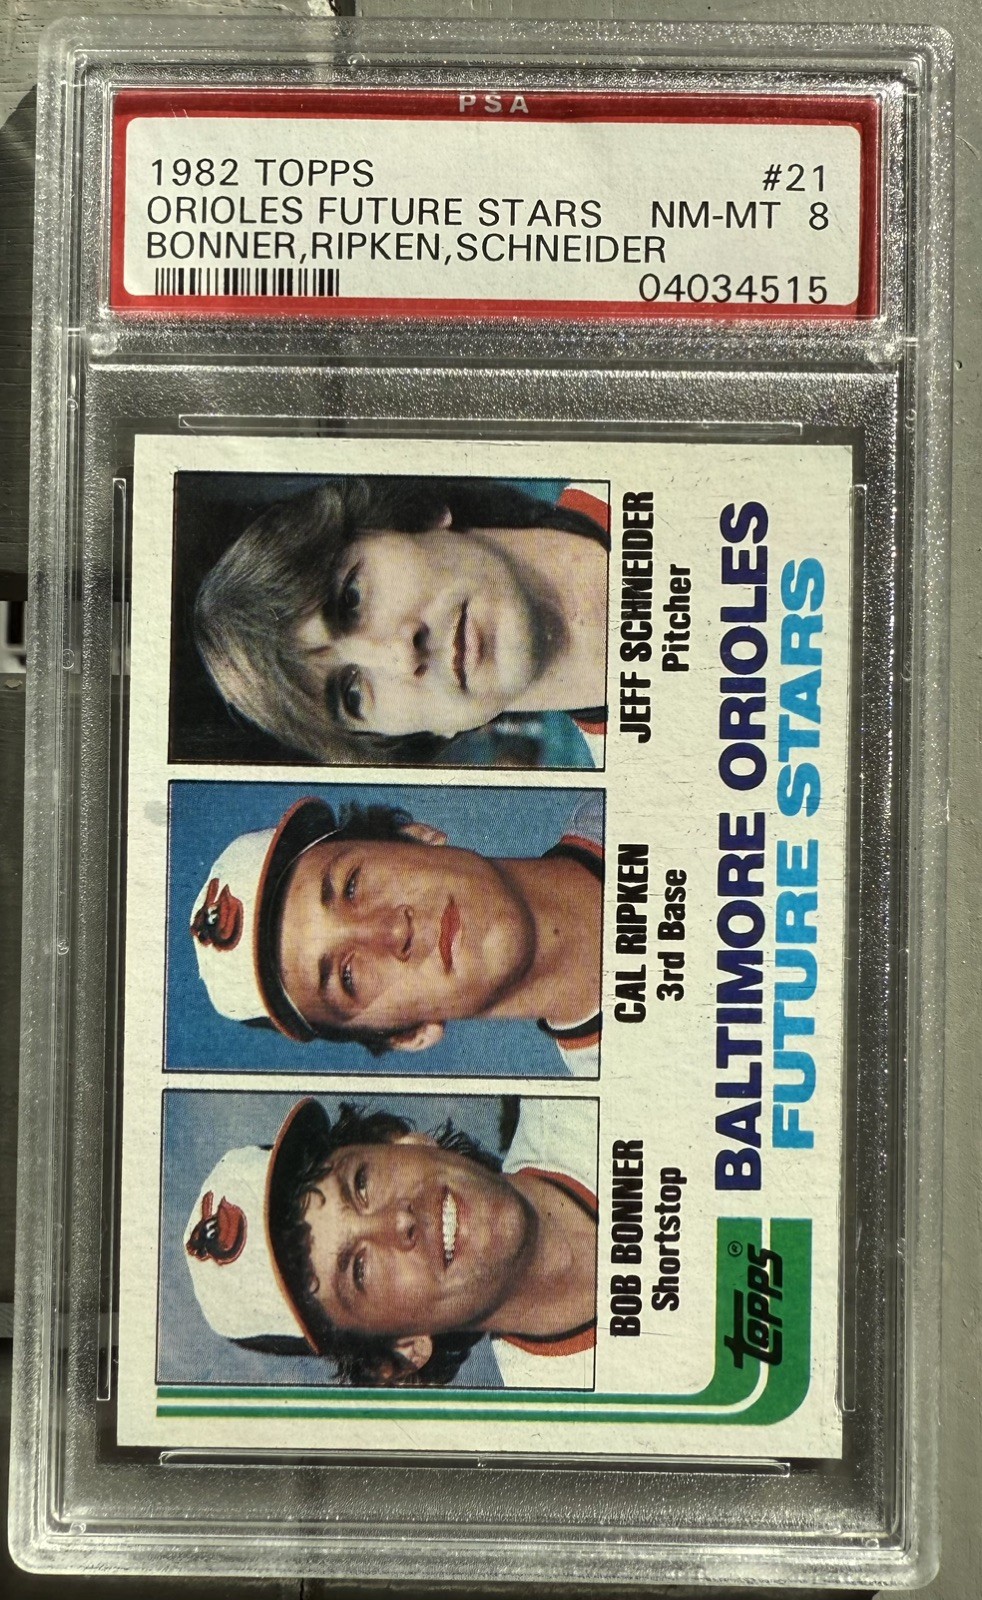 PSA
1982 TOPPS #21
ORIOLES FUTURE STARS NM-MT 8
BONNER,RIPKEN,SCHNEIDER
04034515
BOB BONNER
Shortstop
CAL RIPKEN
3rd Base
JEFF SCHNEIDER
Pitcher
TOPPS®
BALTIMORE ORIOLES
FUTURE STARS